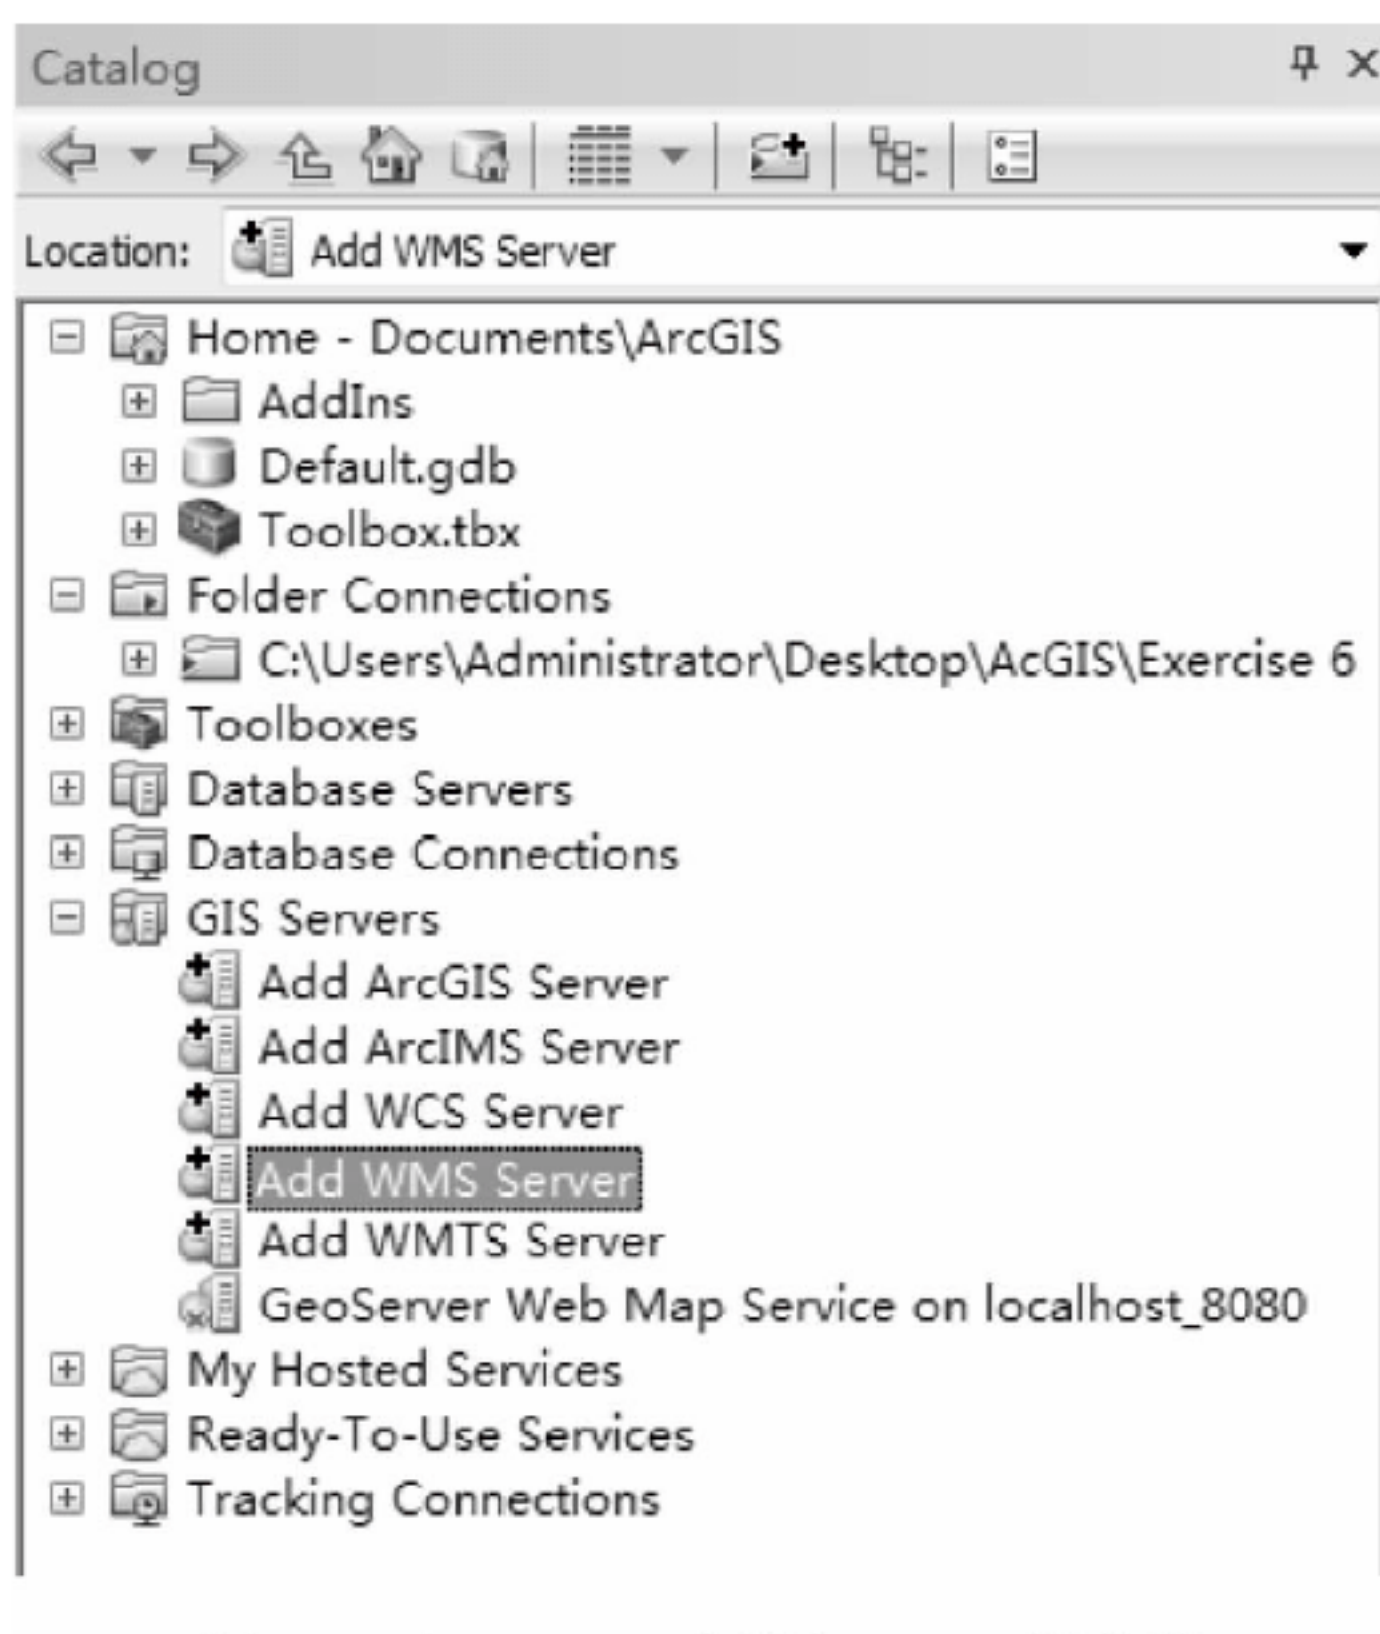 Catalog
Location: Add WMS Server
Home - Documents\ArcGIS
AddIns
Default.gdb
Toolbox.tbx
Folder Connections
C:\Users\Administrator\Desktop\AcGIS\Exercise 6
Toolboxes
Database Servers
Database Connections
GIS Servers
Add ArcGIS Server
Add ArcIMS Server
Add WCS Server
Add WMS Server
Add WMTS Server
GeoServer Web Map Service on localhost_8080
My Hosted Services
Ready-To-Use Services
Tracking Connections